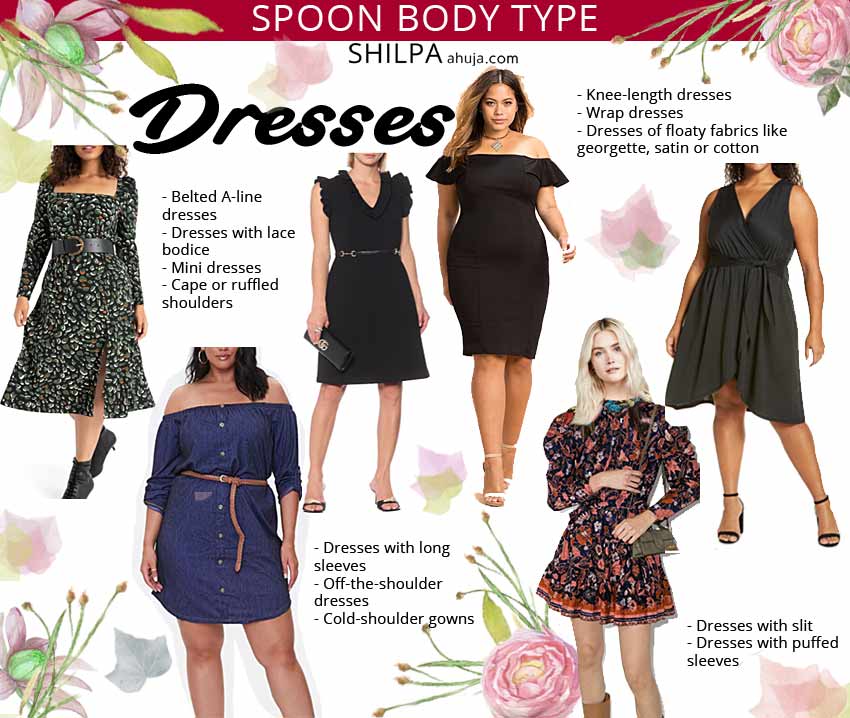 SPOON BODY TYPE
SHILPA ahuja.com
Dresses
- Knee-length dresses
- Wrap dresses
- Dresses of floaty fabrics like
georgette, satin or cotton
- Belted A-line
dresses
- Dresses with lace
bodice
- Mini dresses
- Cape or ruffled
shoulders
- Dresses with long
sleeves
- Off-the-shoulder
dresses
- Cold-shoulder gowns
- Dresses with slit
- Dresses with puffed
sleeves